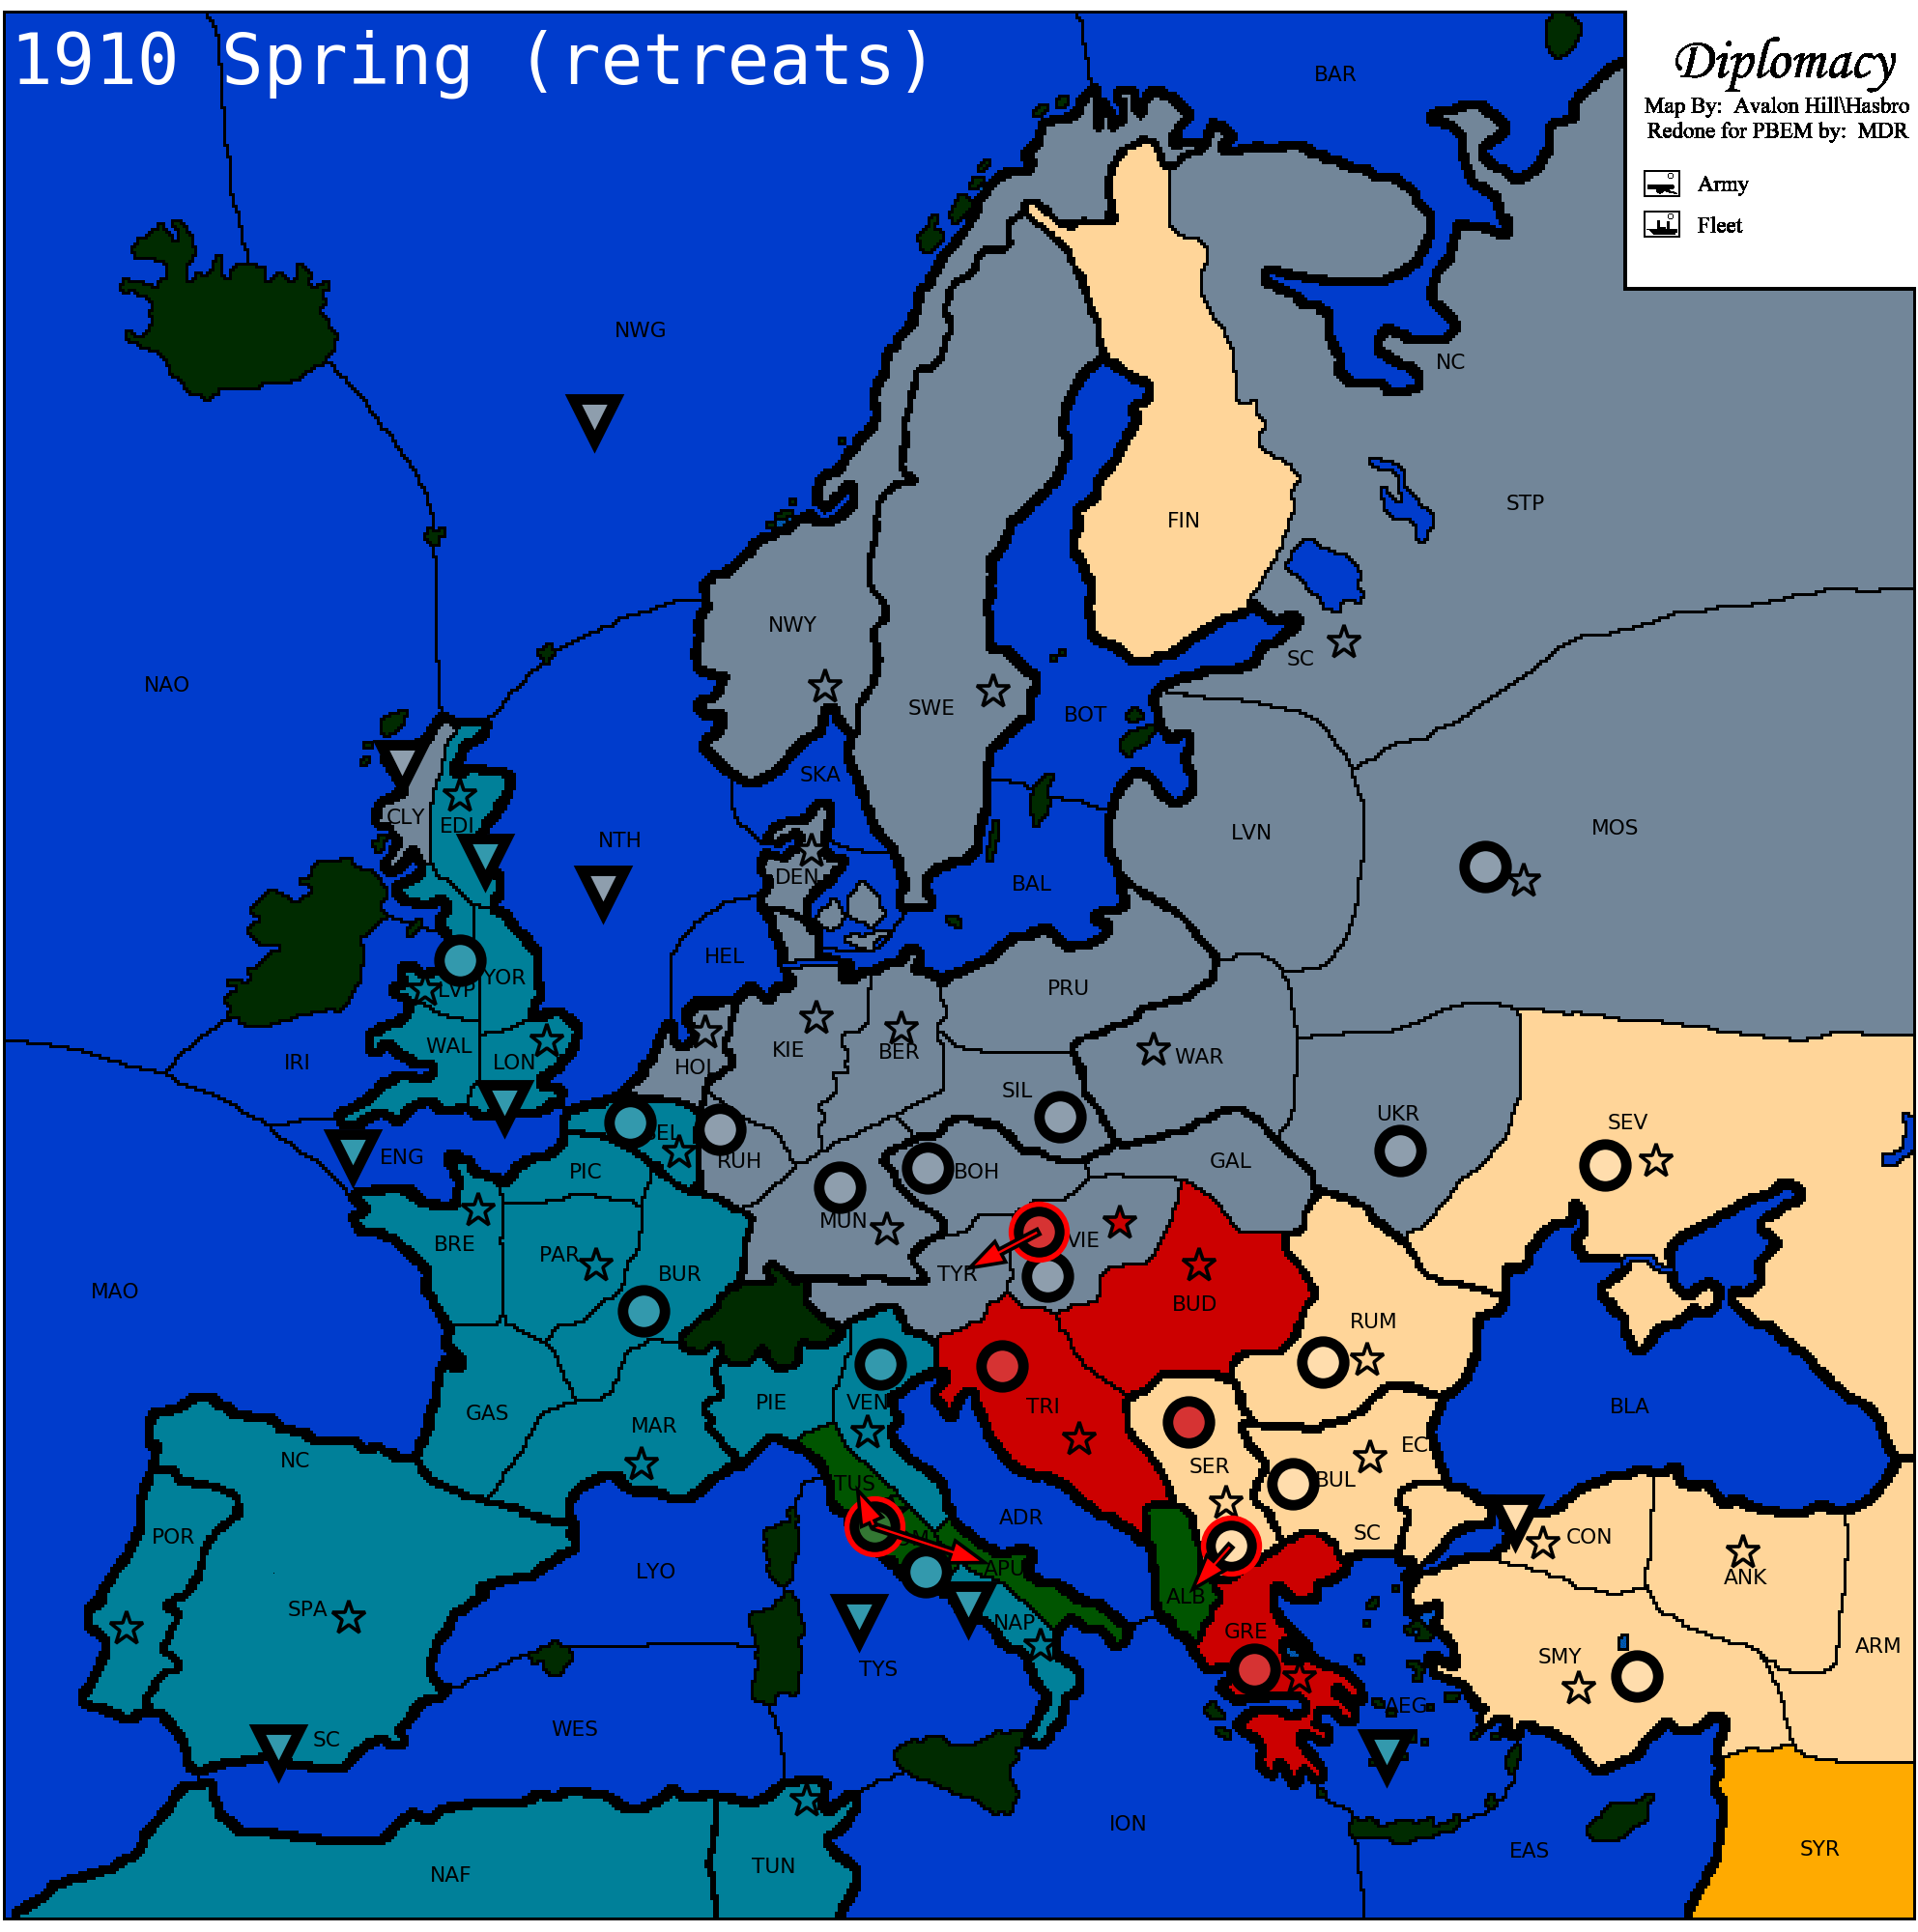 1910 Spring (retreats)
Diplomacy
Map By: Avalon Hill\Hasbro
Redone for PBEM by: MDR
Army
Fleet
BAR
NWG
NC
STP
FIN
NWY
SC
NAO
SWE
BOT
SKA
CLY
EDI
NTH
LVN
MOS
DEN
BAL
HEL
YOR
LVP
PRU
WAL
LON
IRI
KIE
BER
HOL
WAR
SIL
UKR
SEV
ENG
PIC
RUH
BOH
GAL
MUN
BRE
PAR
BUR
VIE
TYR
MAO
BUD
RUM
GAS
MAR
PIE
VEN
TRI
BLA
NC
SER
EC
TUS
BUL
POR
ADR
SC
CON
LYO
APU
ANK
ALB
SPA
NAP
GRE
SMY
ARM
TYS
AEG
WES
SC
ION
EAS
SYR
NAF
TUN